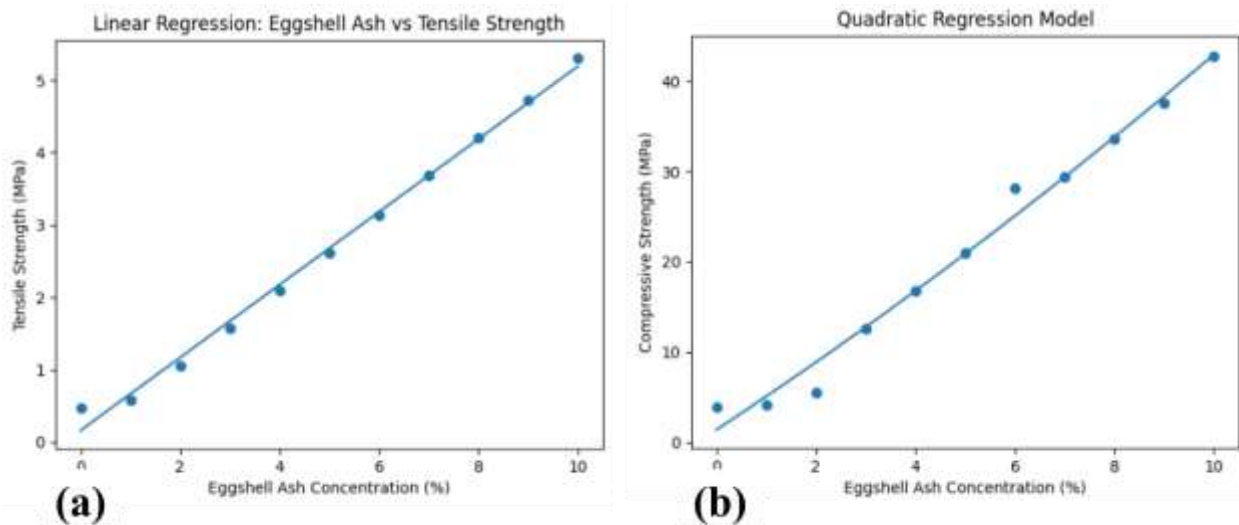 Linear Regression: Eggshell Ash vs Tensile Strength
Tensile Strength (MPa)
5
4
3
2
1
0
0 2 4 6 8 10
Eggshell Ash Concentration (%)
(a)
Quadratic Regression Model
Compressive Strength (MPa)
40
30
20
10
0
0 2 4 6 8 10
Eggshell Ash Concentration (%)
(b)